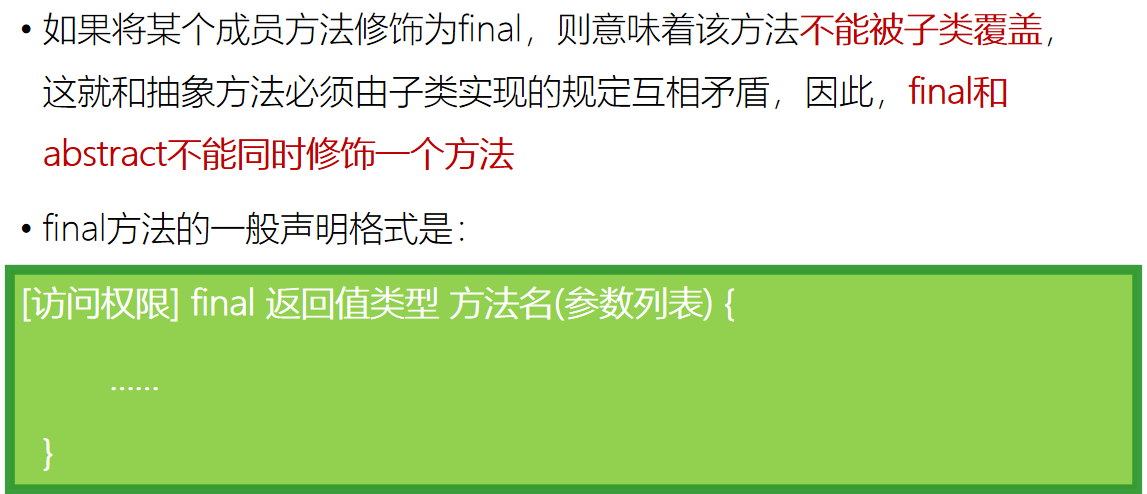 • 如果将某个成员方法修饰为final，则意味着该方法不能被子类覆盖，
这就和抽象方法必须由子类实现的规定互相矛盾，因此，final和
abstract不能同时修饰一个方法
• final方法的一般声明格式是：
[访问权限] final 返回值类型 方法名(参数列表) {
......
}